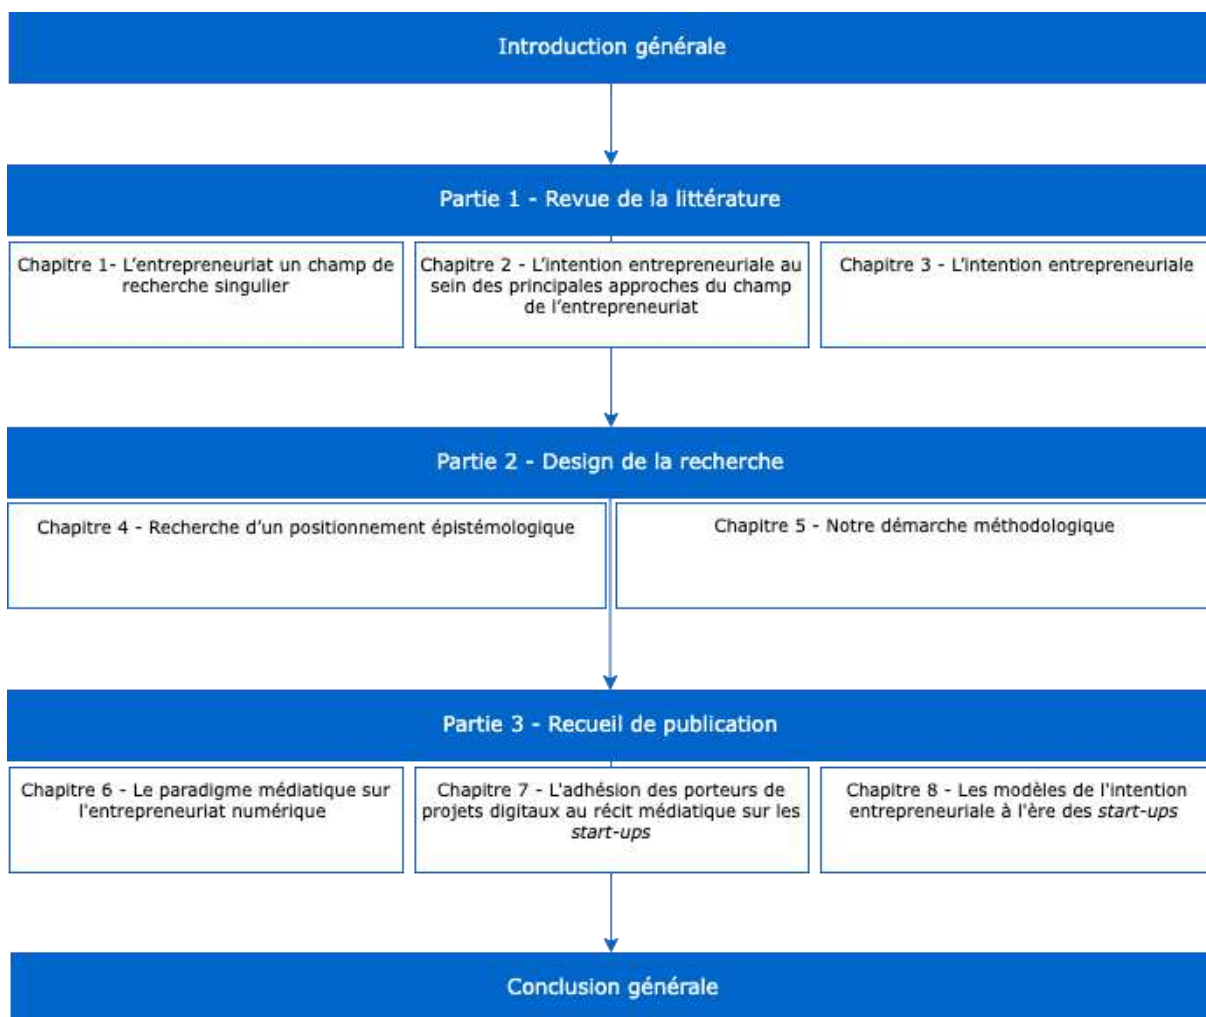 Introduction générale
Partie 1 - Revue de la littérature
Chapitre 1- L'entrepreneuriat un champ de
recherche singulier
Chapitre 2 - L'intention entrepreneuriale au
sein des principales approches du champ
de l'entrepreneuriat
Chapitre 3 - L'intention entrepreneuriale
Partie 2 - Design de la recherche
Chapitre 4 - Recherche d'un positionnement épistémologique
Chapitre 5 - Notre démarche méthodologique
Partie 3 - Recueil de publication
Chapitre 6 - Le paradigme médiatique sur
l'entrepreneuriat numérique
Chapitre 7 - L'adhésion des porteurs de
projets digitaux au récit médiatique sur les
start-ups
Chapitre 8 - Les modèles de l'intention
entrepreneuriale à l'ère des start-ups
Conclusion générale